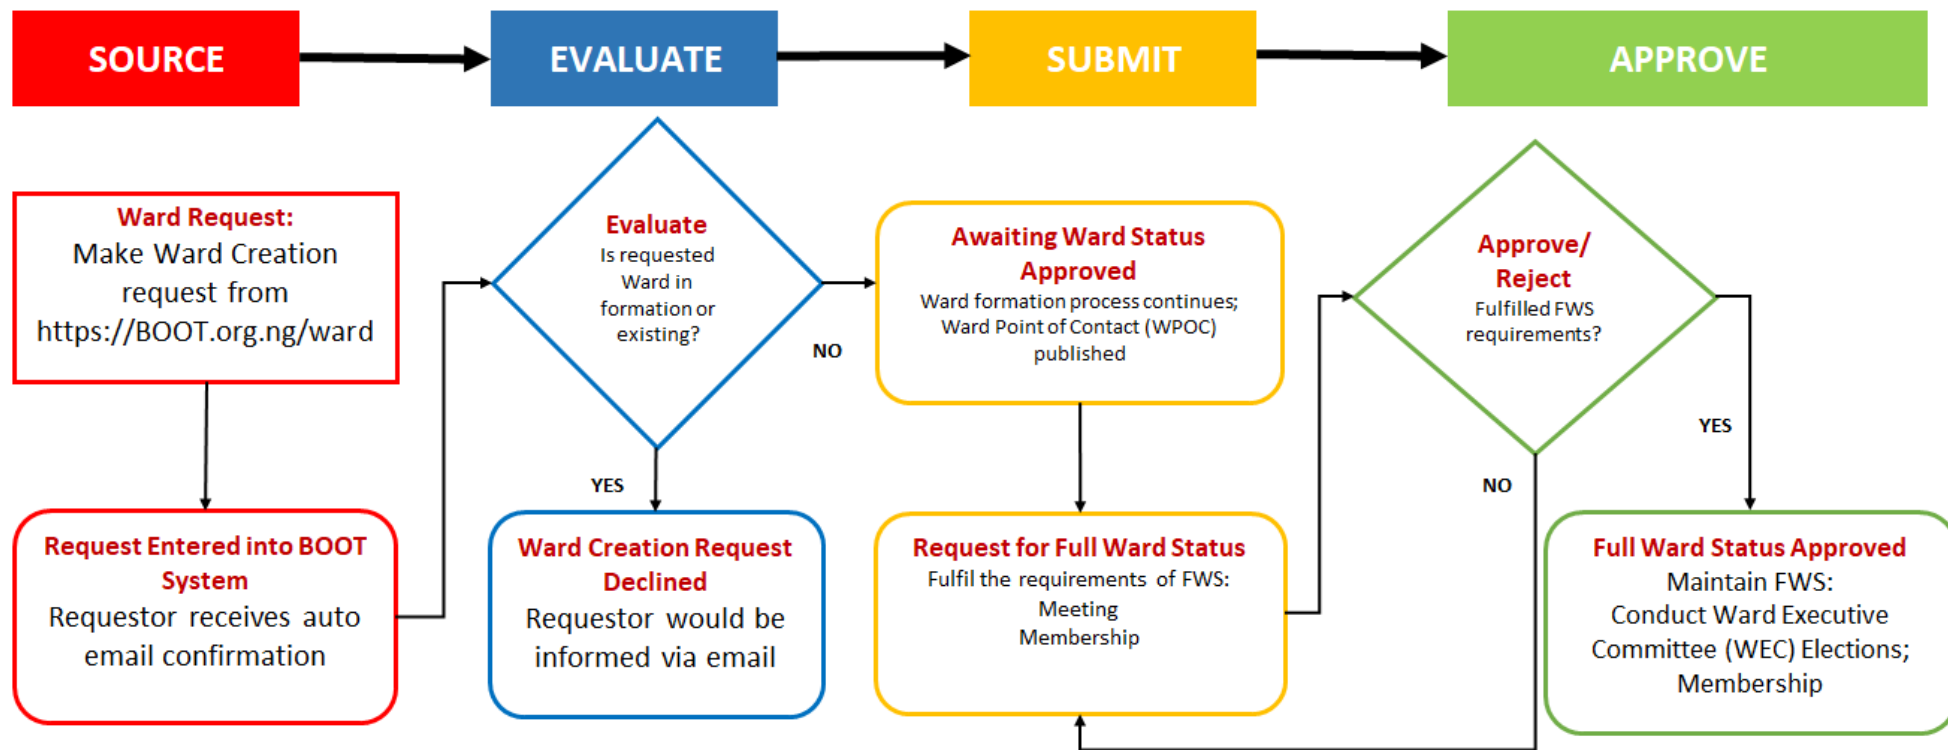 SOURCE
EVALUATE
SUBMIT
APPROVE
Ward Request:
Make Ward Creation
request from
https://BOOT.org.ng/ward
Request Entered into BOOT
System
Requestor receives auto
email confirmation
Evaluate
Is requested
Ward in
formation or
existing?
NO
YES
Ward Creation Request
Declined
Requestor would be
informed via email
Awaiting Ward Status
Approved
Ward formation process continues;
Ward Point of Contact (WPOC)
published
Request for Full Ward Status
Fulfil the requirements of FWS:
Meeting
Membership
Approve/
Reject
Fulfilled FWS
requirements?
YES
NO
Full Ward Status Approved
Maintain FWS:
Conduct Ward Executive
Committee (WEC) Elections;
Membership